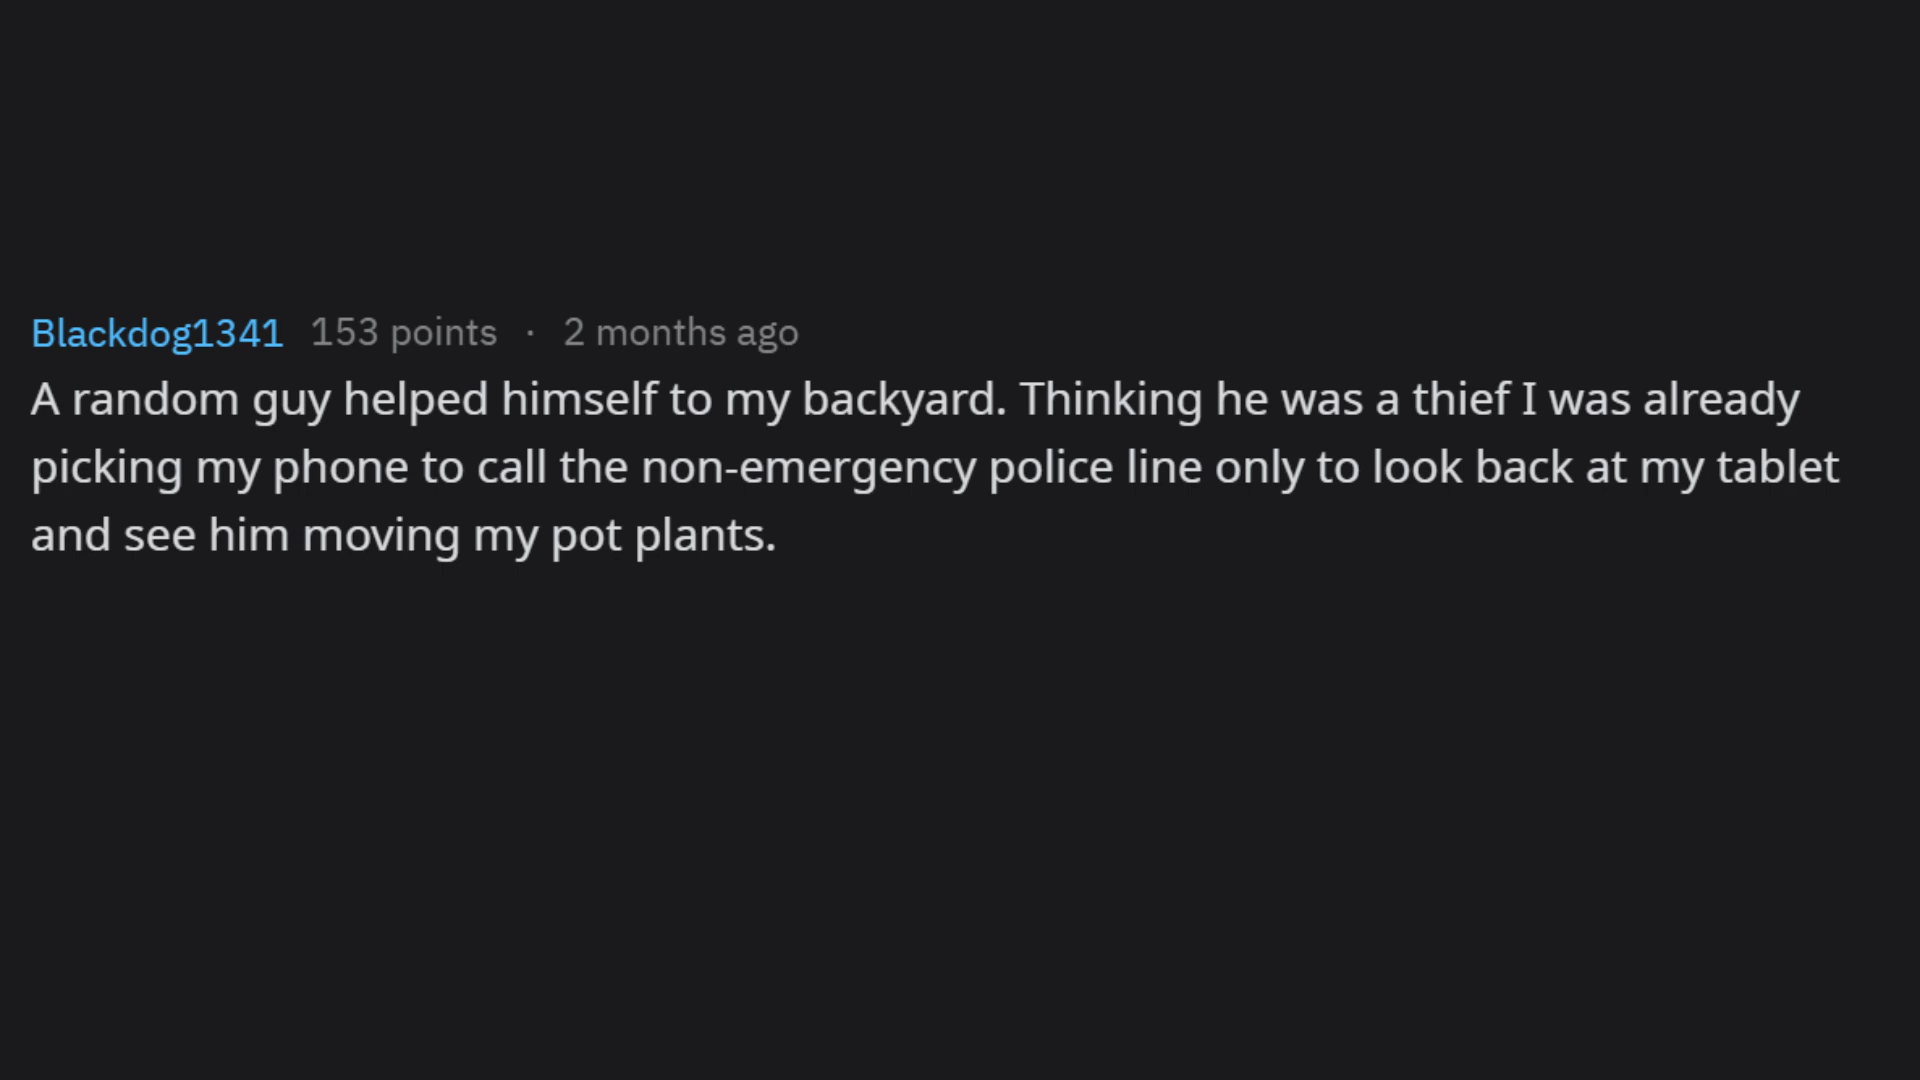 Blackdog1341 153 points · 2 months ago
A random guy helped himself to my backyard. Thinking he was a thief I was already
picking my phone to call the non-emergency police line only to look back at my tablet
and see him moving my pot plants.